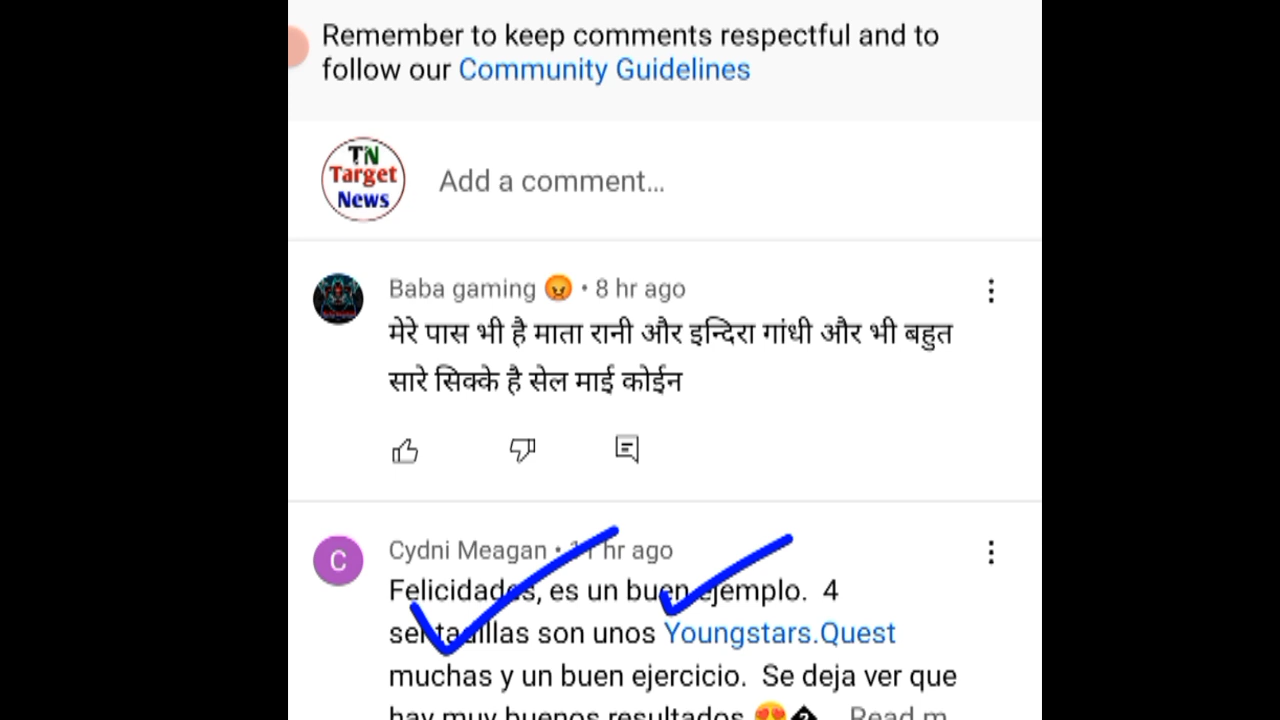 Remember to keep comments respectful and to
follow our Community Guidelines
TN
Target
News
Add a comment...
Baba gaming 😡 • 8 hr ago
मेरे पास भी है माता रानी और इन्दिरा गांधी और भी बहुत
सारे सिक्के है सेल माई कोईन
C
Cydni Meagan • 11 hr ago
Felicidades, es un buen ejemplo. 4
sentadillas son unos Youngstars.Quest
muchas y un buen ejercicio. Se deja ver que
hay muy buenos resultados 😍� ... Read m